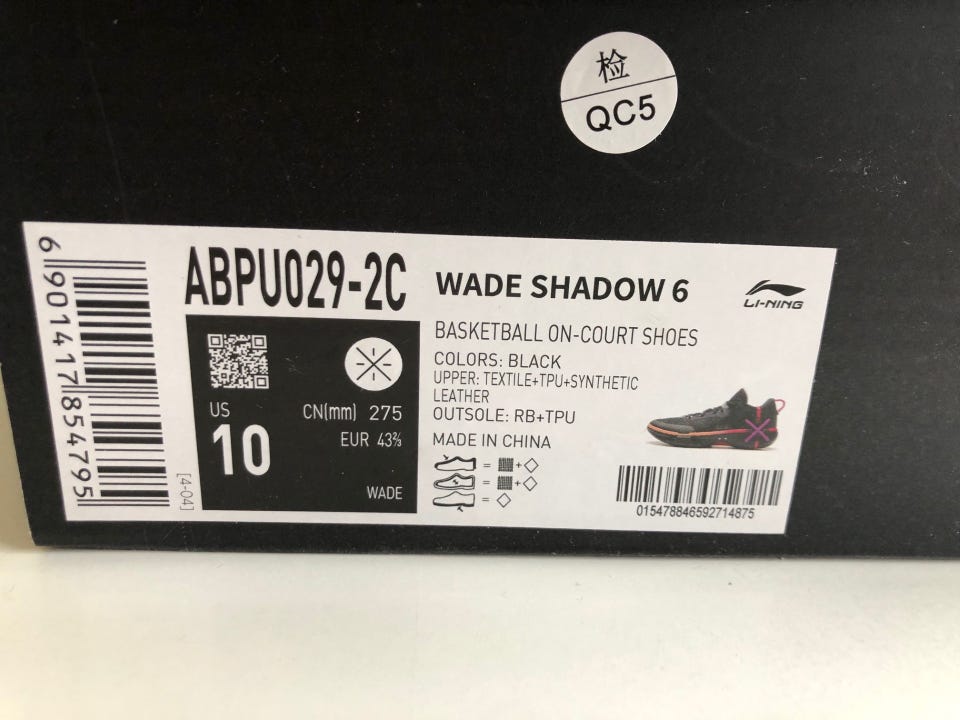 检
QC5
6 901417 854795
ABPU029-2C
US
10
CN(mm) 275
EUR 43⅔
WADE
[4-04]
WADE SHADOW 6
LI-NING
BASKETBALL ON-COURT SHOES
COLORS: BLACK
UPPER: TEXTILE+TPU+SYNTHETIC
LEATHER
OUTSOLE: RB+TPU
MADE IN CHINA
015478846592714875